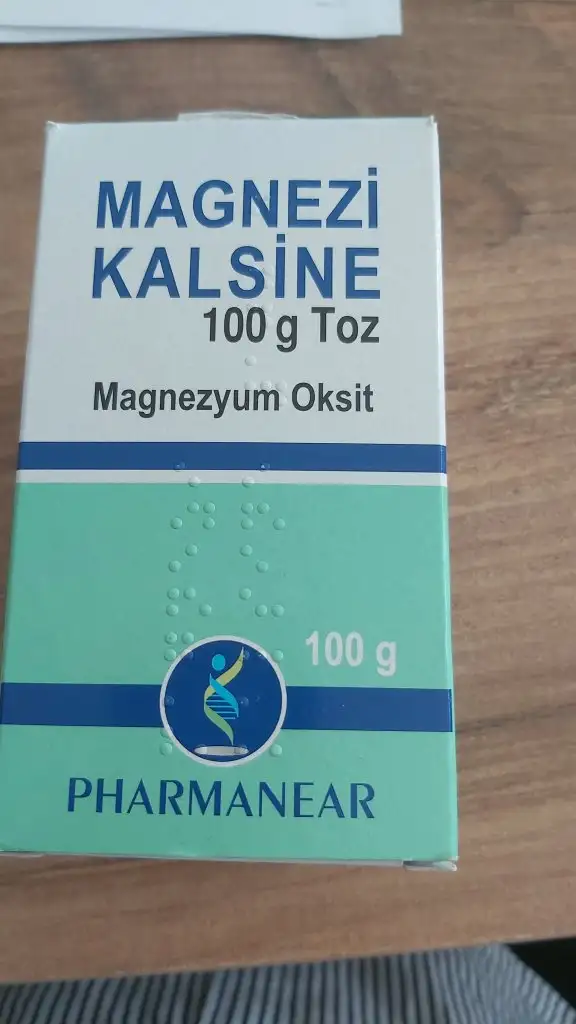 MAGNEZİ
KALSİNE
100 g Toz
Magnezyum Oksit
100 g
PHARMANEAR